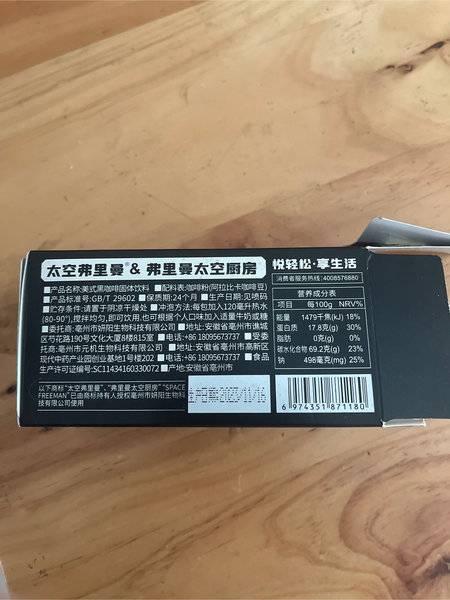 太空弗里曼®& 弗里曼太空厨房
■产品名称:美式黑咖啡固体饮料 ■配料表:咖啡粉(阿拉比卡咖啡豆)
■产品标准号:GB/T 29602 ■保质期:24个月 ■生产日期:见喷码
■贮存条件:请置于阴凉干燥处 ■冲泡方法:每包加入120毫升热水
(80-90°),搅拌均匀,即可饮用,也可根据个人口味加入适量牛奶或糖
■委托商:亳州市妍阳生物科技有限公司 ■地址:安徽省亳州市谯城
区芍花路190号文化大厦8楼815室 ■电话:+86 18095673737 ■受委
托商:亳州市元机生物科技有限公司 ■地址:安徽省亳州市高新区
现代中药产业园创业基地1号楼202 ■电话:+86 18095673737 ■食品
生产许可证编号:SC11434160330072 ■产地:安徽省亳州市
以下商标“太空弗里曼”、“弗里曼太空厨房”“SPACE
FREEMAN”已由商标持有人授权亳州市妍阳生物科
技有限公司使用
悦轻松·享生活
消费者服务热线:4008576880
营养成分表
项目 每100g NRV%
能量 1479千焦(kJ) 18%
蛋白质 17.8克(g) 30%
脂肪 0克(g) 0%
碳水化合物 69.2克(g) 23%
钠 498毫克(mg) 25%
6 974351 871180